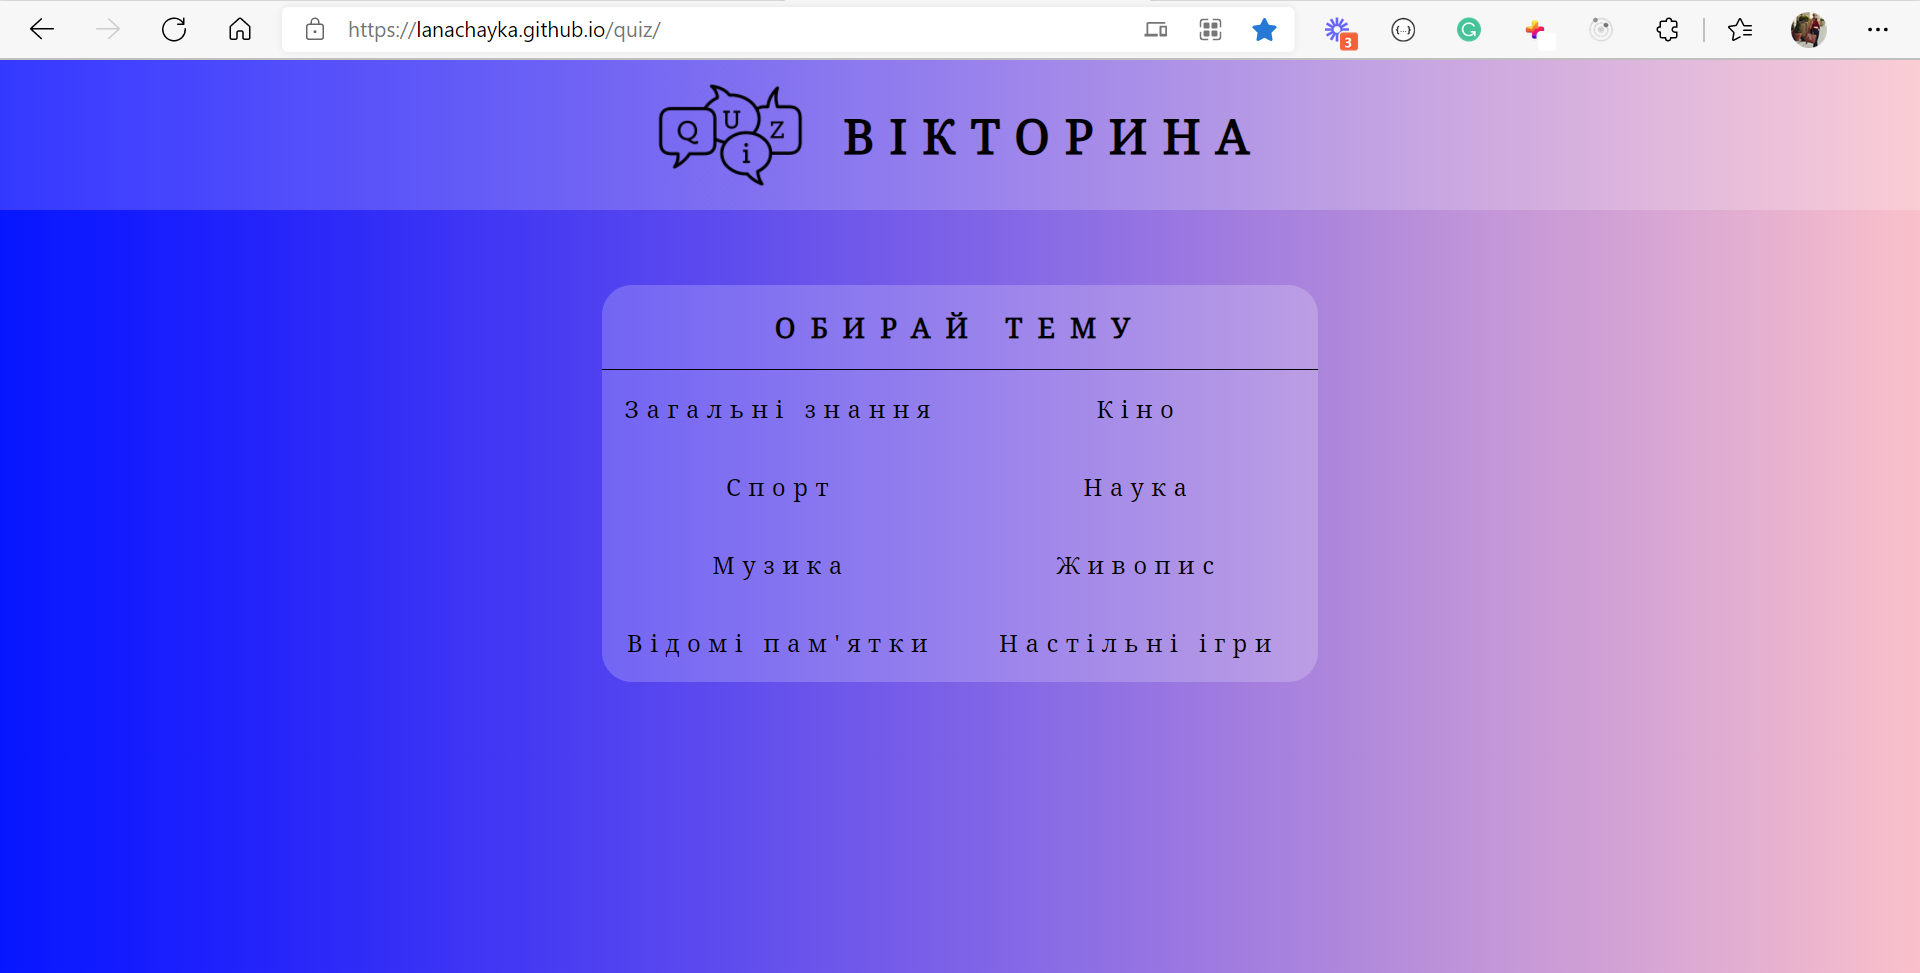 https://lanachayka.github.io/quiz/
3
QUiZ
ВІКТОРИНА
ОБИРАЙ ТЕМУ
Загальні знання Кіно
Спорт Наука
Музика Живопис
Відомі пам'ятки Настільні ігри